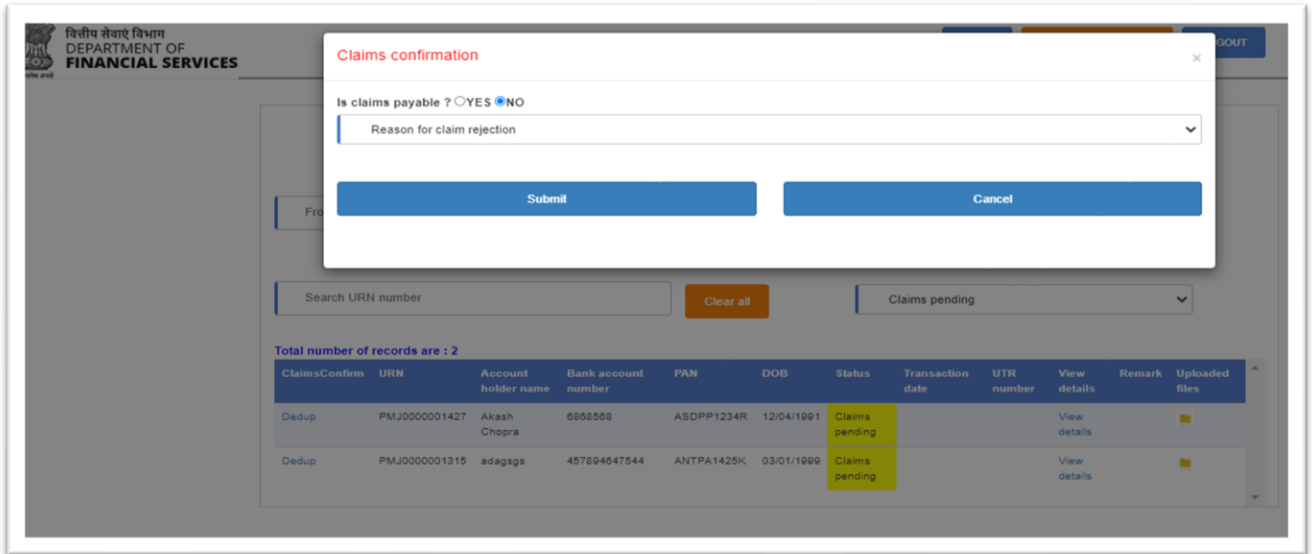 वित्तीय सेवाएं विभाग
DEPARTMENT OF
FINANCIAL SERVICES
GOUT
Claims confirmation
×
Is claims payable ? YES NO
Reason for claim rejection
Submit Cancel
Fro
Search URN number Clear all Claims pending
Total number of records are : 2
ClaimsConfirm URN Account holder name Bank account number PAN DOB Status Transaction date UTR number View details Remark Uploaded files
Dedup PMJ0000001427 Akash Chopra 6868568 ASDPP1234R 12/04/1991 Claims pending View details
Dedup PMJ0000001315 adagsgs 457894647544 ANTPA1425K 03/01/1999 Claims pending View details